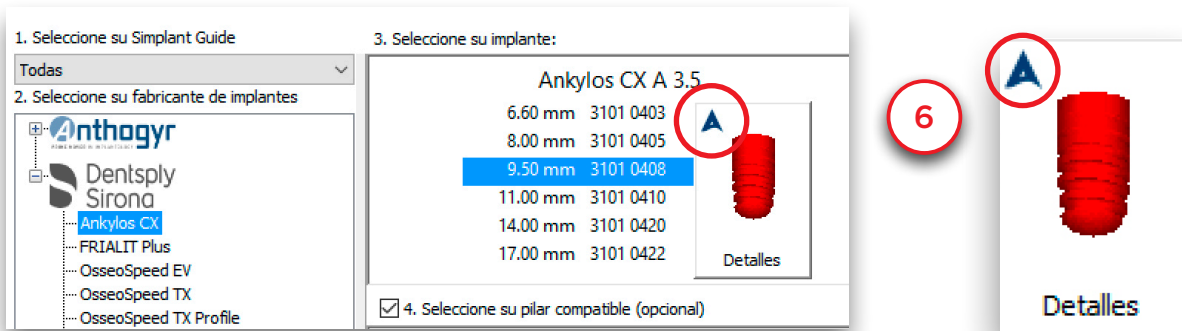 1. Seleccione su Simplant Guide
Todas
2. Seleccione su fabricante de implantes
Anthogyr
Dentsply
Sirona
Ankylos CX
FRIALIT Plus
OsseoSpeed EV
OsseoSpeed TX
OsseoSpeed TX Profile
3. Seleccione su implante:
Ankylos CX A 3.5
6.60 mm 3101 0403
8.00 mm 3101 0405
9.50 mm 3101 0408
11.00 mm 3101 0410
14.00 mm 3101 0420
17.00 mm 3101 0422
Detalles
4. Seleccione su pilar compatible (opcional)
6
Detalles